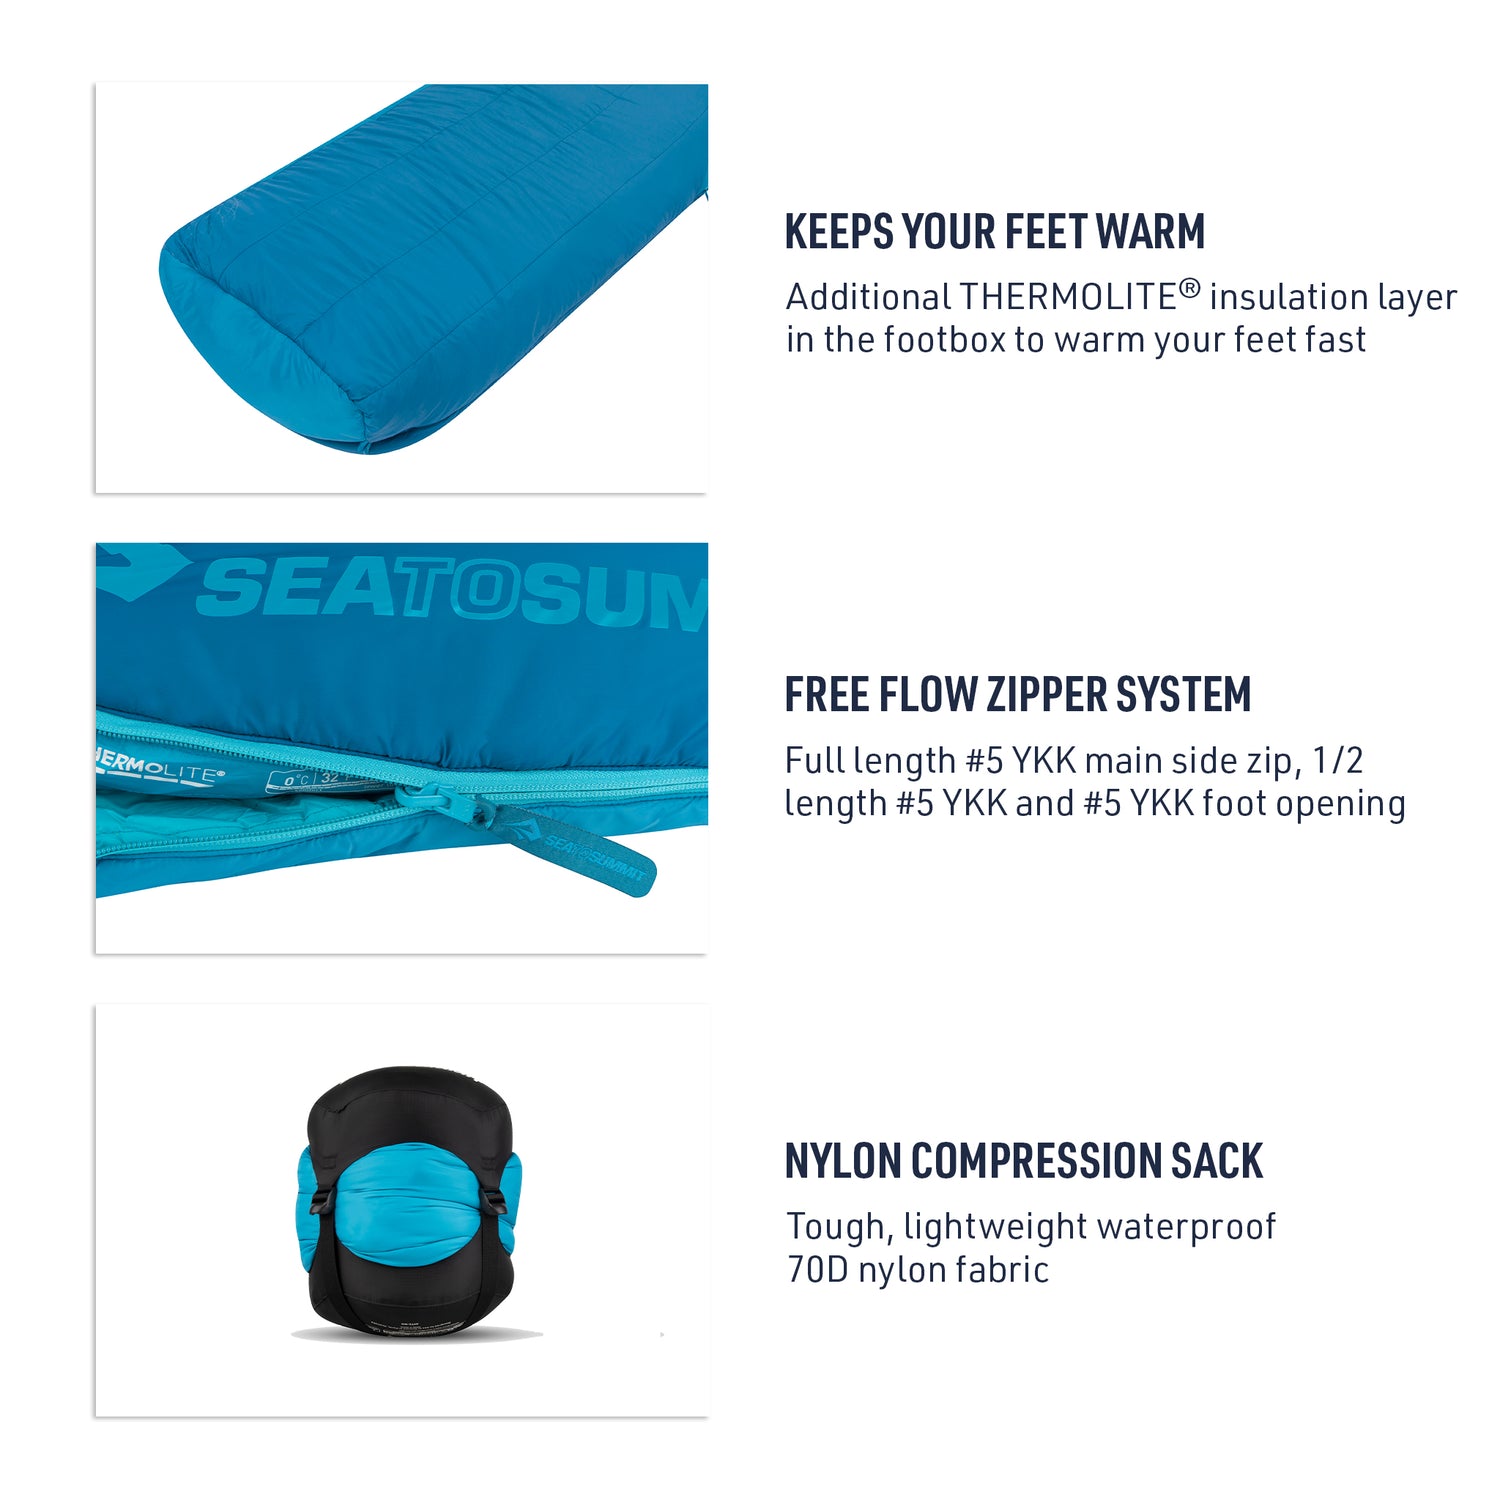 KEEPS YOUR FEET WARM
Additional THERMOLITE® insulation layer
in the footbox to warm your feet fast
SEATOSUM
FREE FLOW ZIPPER SYSTEM
Full length #5 YKK main side zip, 1/2
length #5 YKK and #5 YKK foot opening
HERMOLITE®
0°C 32
SEATOSUMMIT
NYLON COMPRESSION SACK
Tough, lightweight waterproof
70D nylon fabric